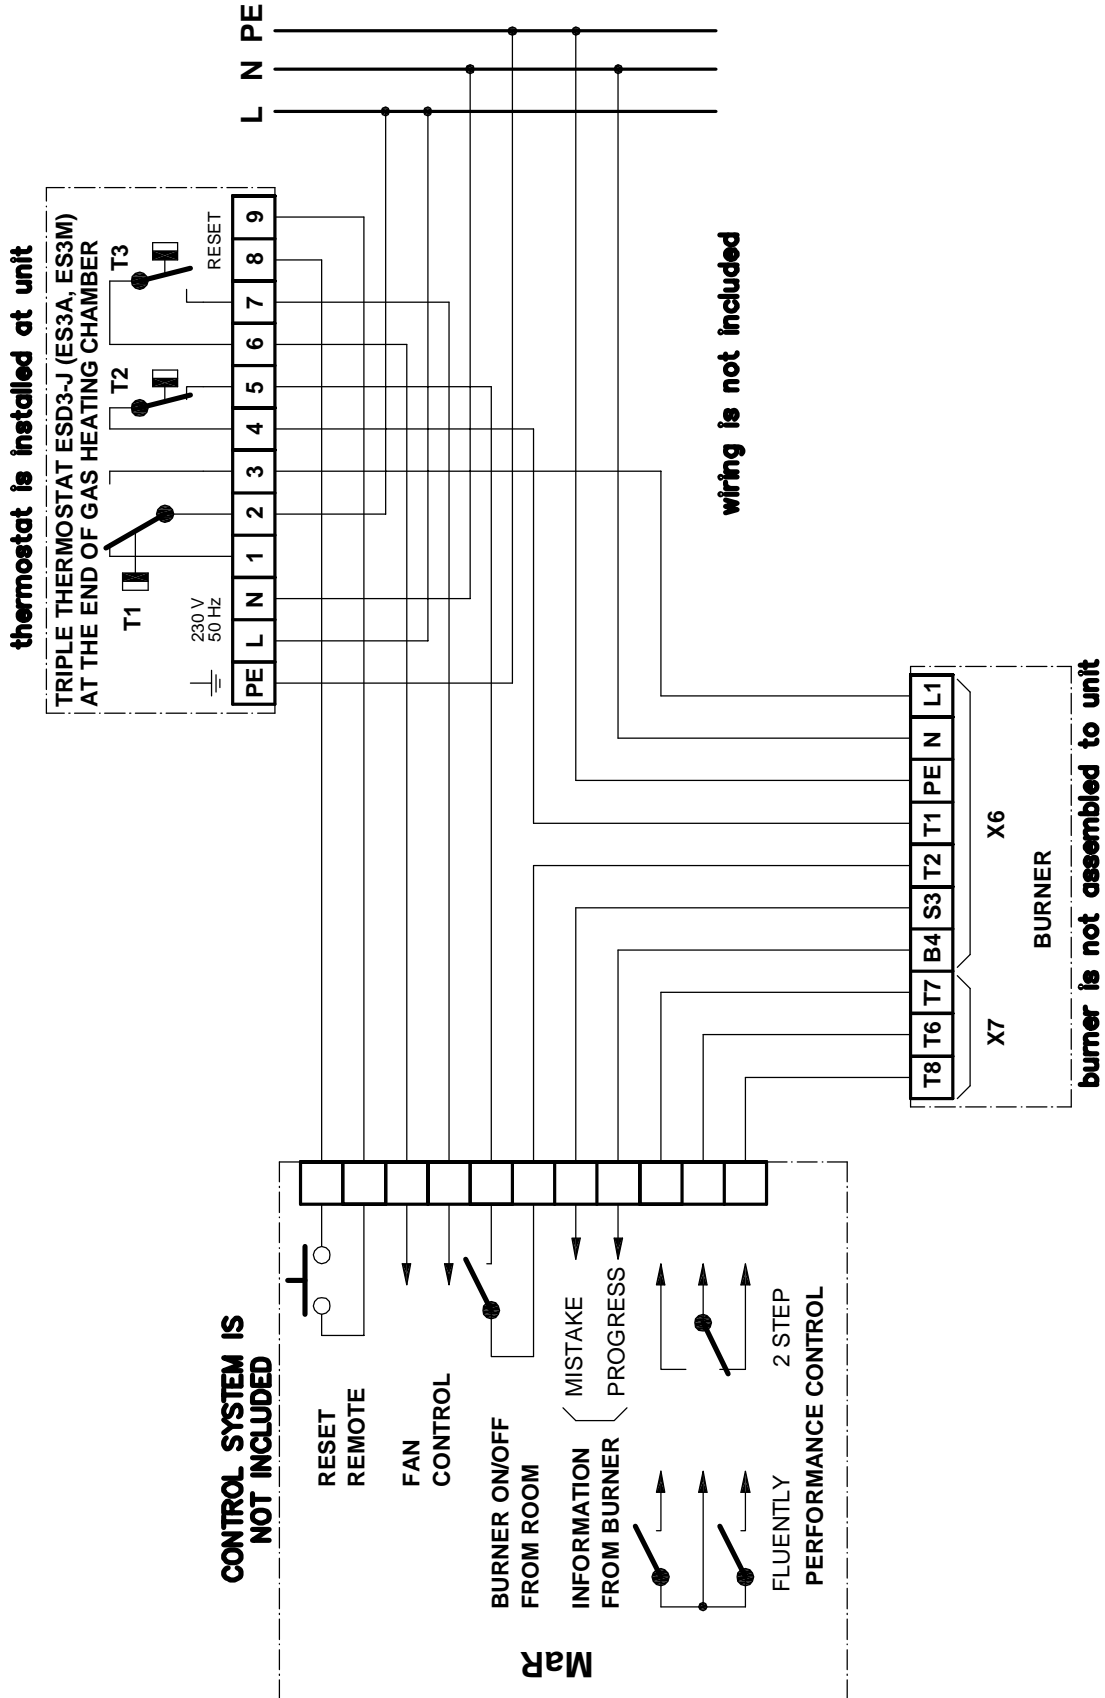 thermostat is installed at unit
TRIPLE THERMOSTAT ESD3-J (ES3A, ES3M)
AT THE END OF GAS HEATING CHAMBER
T1
T2
T3
230 V
50 Hz
RESET
PE L N 1 2 3 4 5 6 7 8 9
L N PE
wiring is not included
CONTROL SYSTEM IS
NOT INCLUDED
RESET
REMOTE
FAN
CONTROL
BURNER ON/OFF
FROM ROOM
INFORMATION
FROM BURNER
MISTAKE
PROGRESS
FLUENTLY
2 STEP
PERFORMANCE CONTROL
MaR
T8 T6 T7 B4 S3 T2 T1 PE N L1
X7
X6
BURNER
burner is not assembled to unit